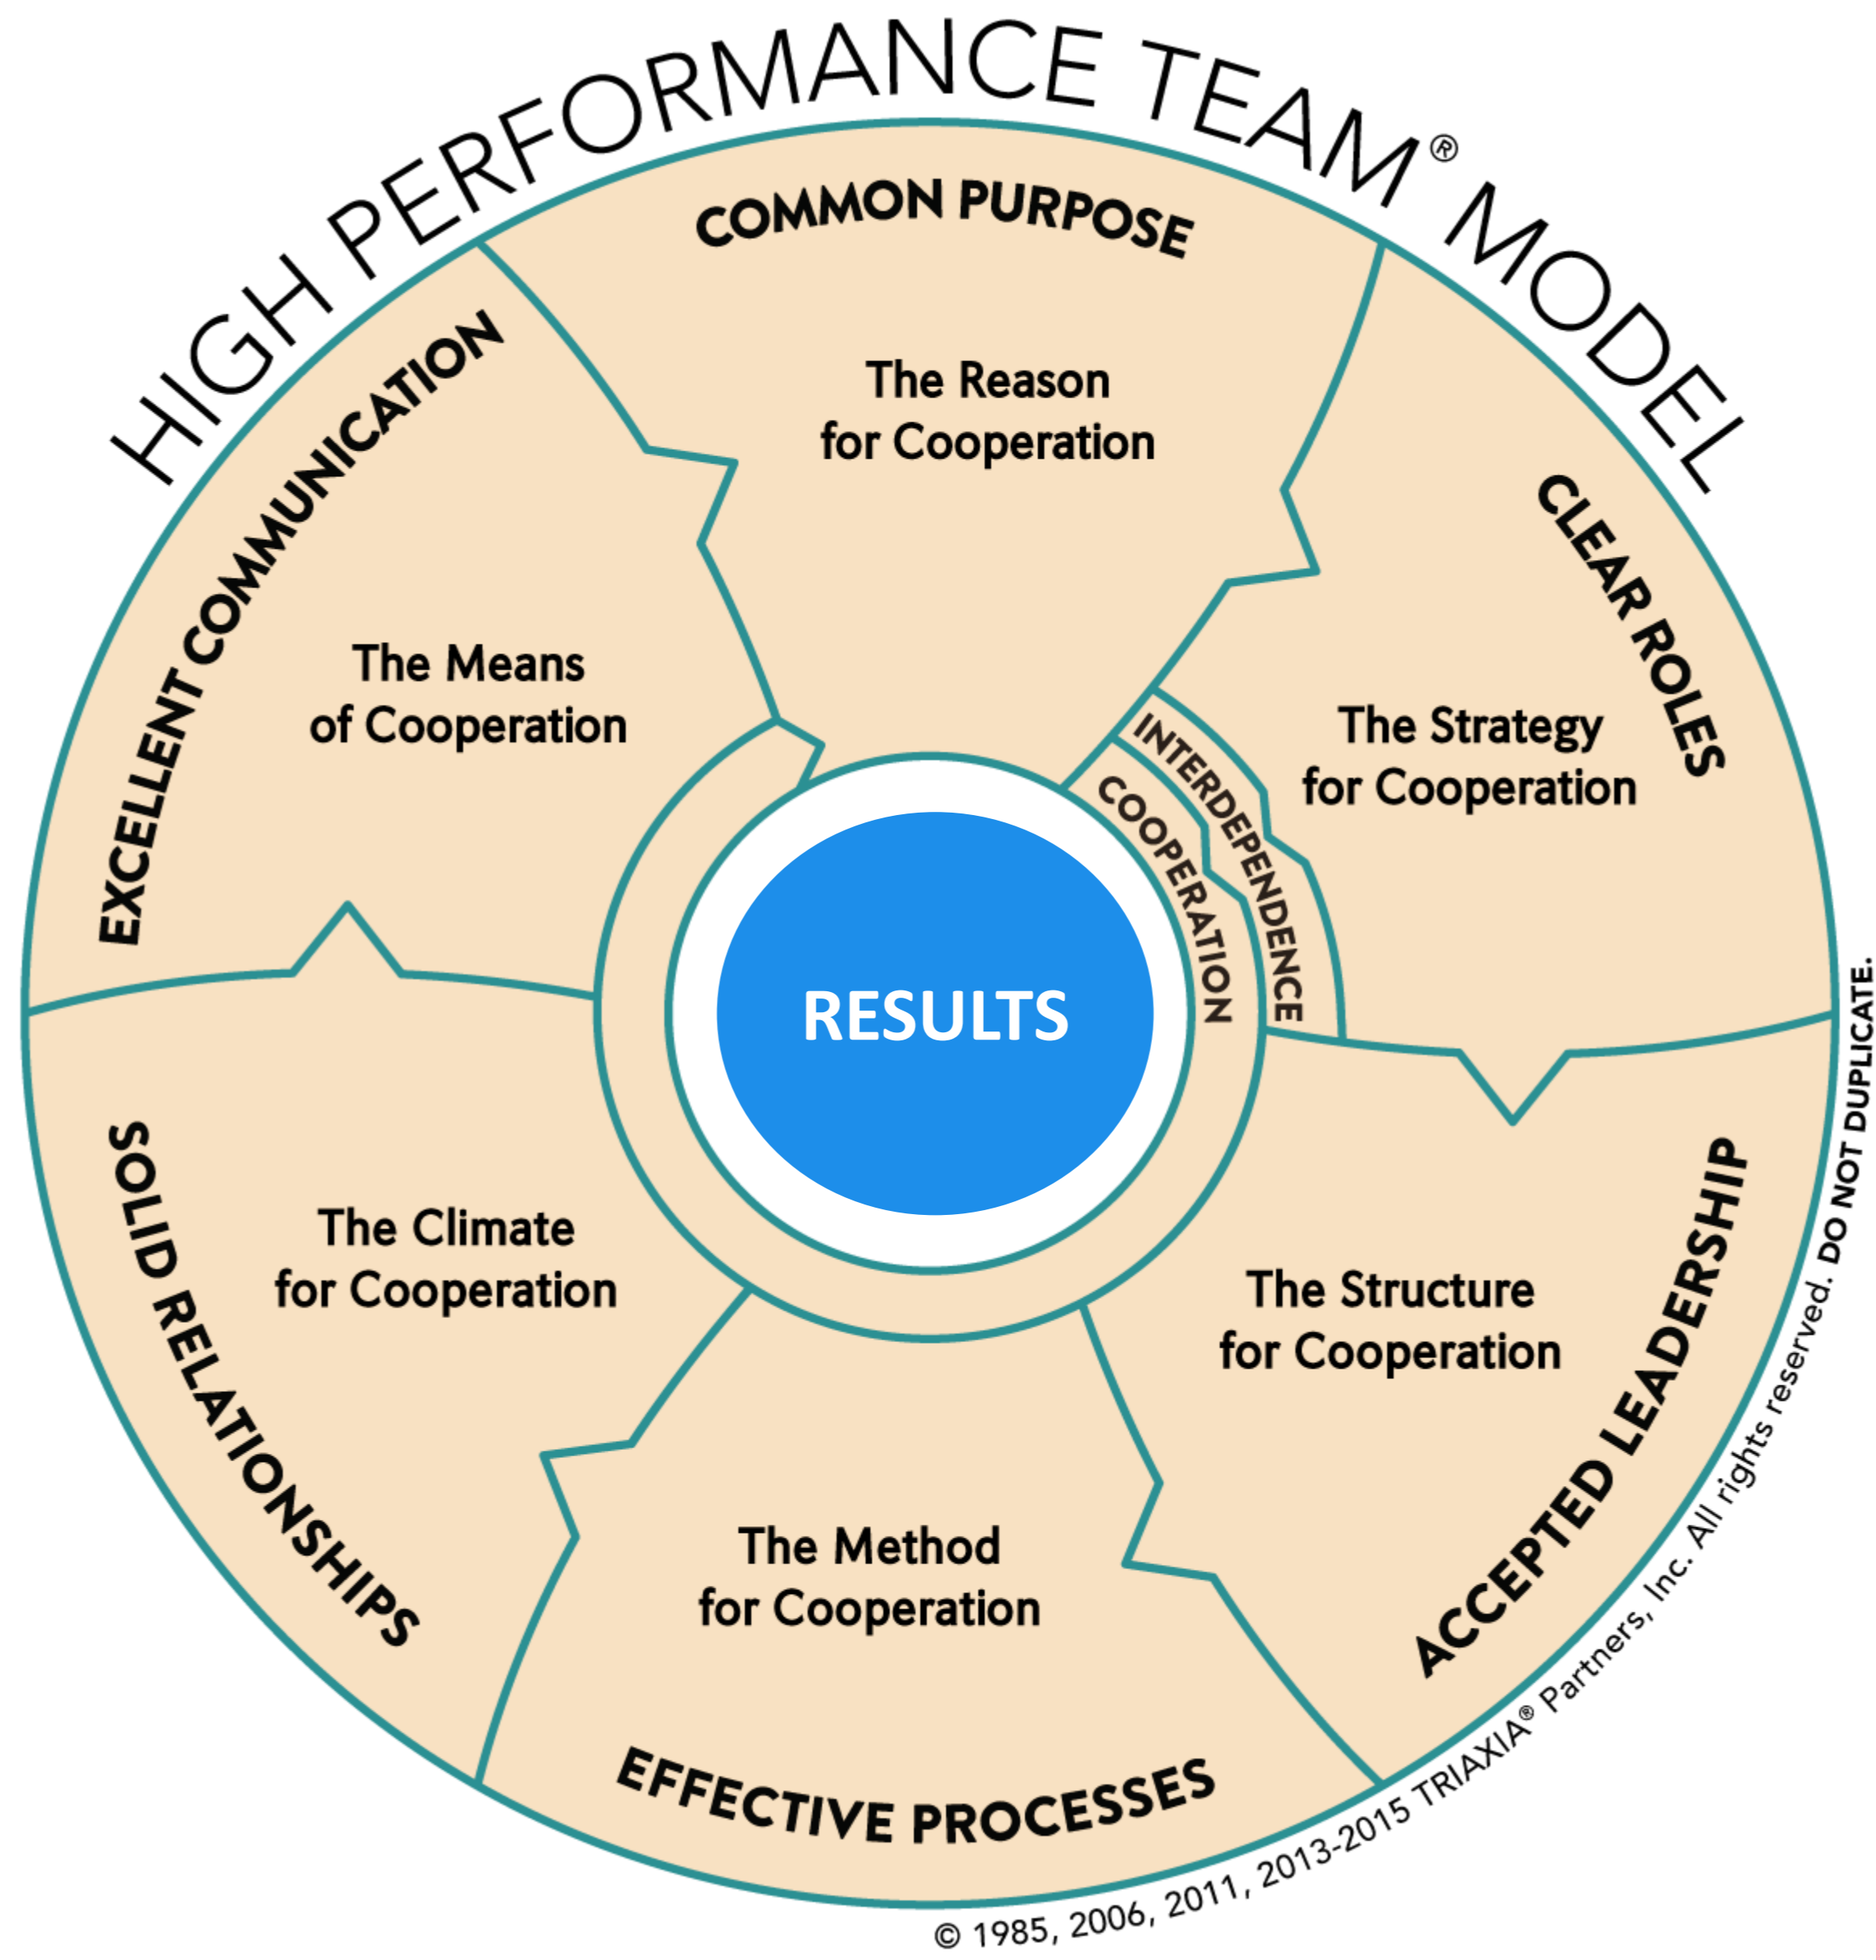 HIGH PERFORMANCE TEAM® MODEL
COMMON PURPOSE
The Reason
for Cooperation
CLEAR ROLES
The Strategy
for Cooperation
INTERDEPENDENCE
COOPERATION
ACCEPTED LEADERSHIP
The Structure
for Cooperation
EFFECTIVE PROCESSES
The Method
for Cooperation
SOLID RELATIONSHIPS
The Climate
for Cooperation
EXCELLENT COMMUNICATION
The Means
of Cooperation
RESULTS
© 1985, 2006, 2011, 2013-2015 TRIAXIA® Partners, Inc. All rights reserved. DO NOT DUPLICATE.